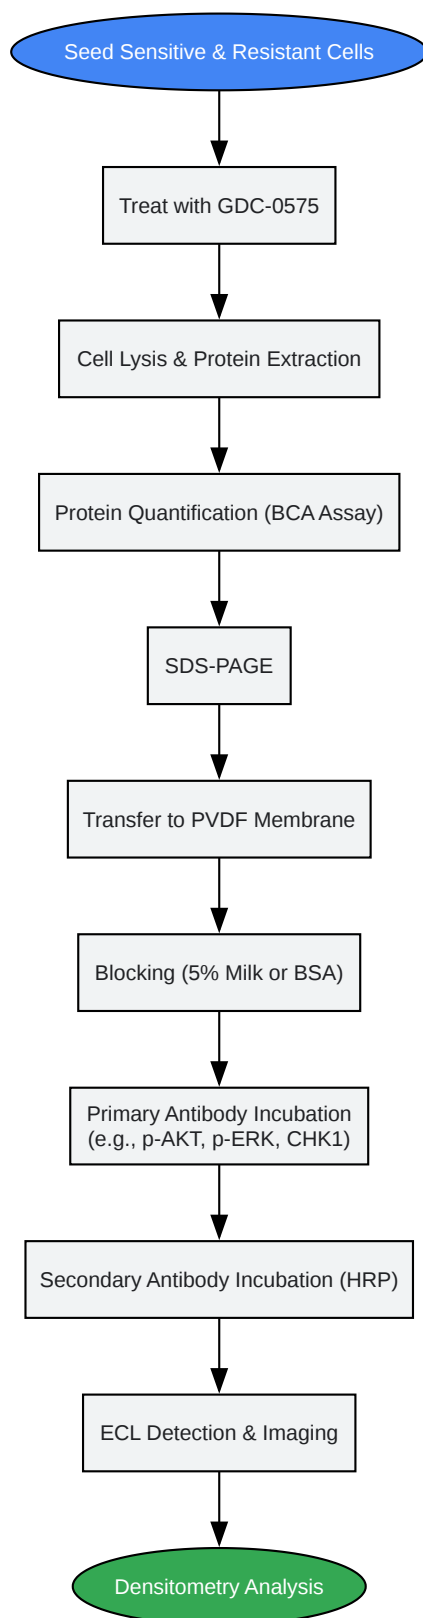 Seed Sensitive & Resistant Cells
Treat with GDC-0575
Cell Lysis & Protein Extraction
Protein Quantification (BCA Assay)
SDS-PAGE
Transfer to PVDF Membrane
Blocking (5% Milk or BSA)
Primary Antibody Incubation
(e.g., p-AKT, p-ERK, CHK1)
Secondary Antibody Incubation (HRP)
ECL Detection & Imaging
Densitometry Analysis